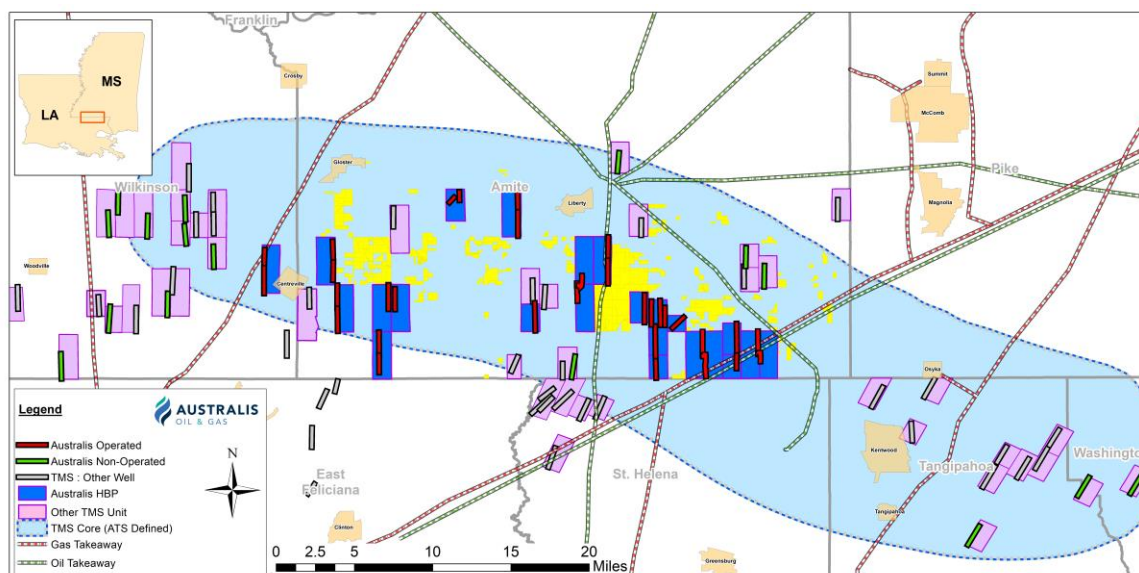 Franklin
MS
LA
Crosby
Summit
McComb
Gloster
Pike
Wilkinson
Amite
Liberty
Magnolia
Woodville
Centreville
Osyka
Legend
AUSTRALIS
OIL & GAS
Australis Operated
Australis Non-Operated
TMS : Other Well
Australis HBP
Other TMS Unit
TMS Core (ATS Defined)
Gas Takeaway
Oil Takeaway
N
East
Feliciana
St. Helena
Kentwood
Tangipahoa
Washington
Tangipahoa
Clinton
Greensburg
0 2.5 5 10 15 20
Miles